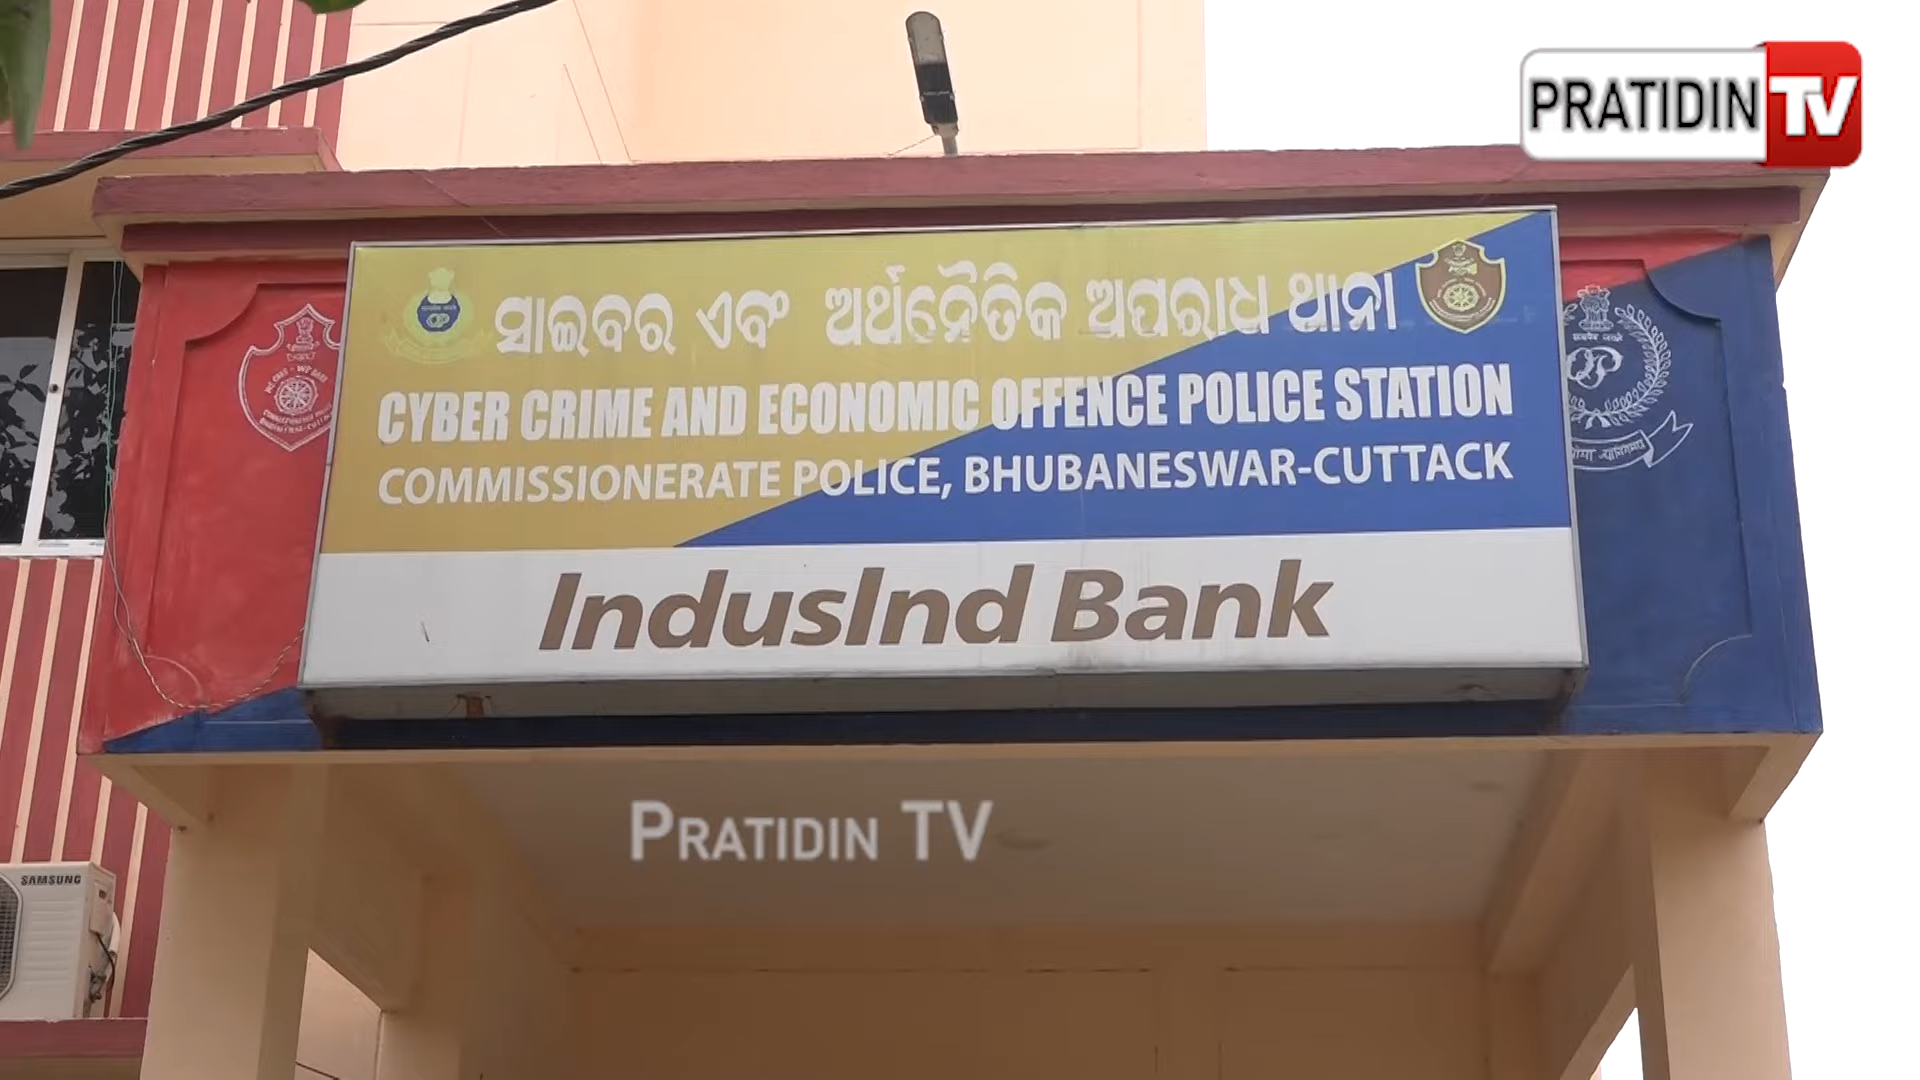 PRATIDIN TV
ସାଇବର ଏବଂ ଅର୍ଥନୈତିକ ଅପରାଧ ଥାନା
CYBER CRIME AND ECONOMIC OFFENCE POLICE STATION
COMMISSIONERATE POLICE, BHUBANESWAR-CUTTACK
IndusInd Bank
PRATIDIN TV
SAMSUNG